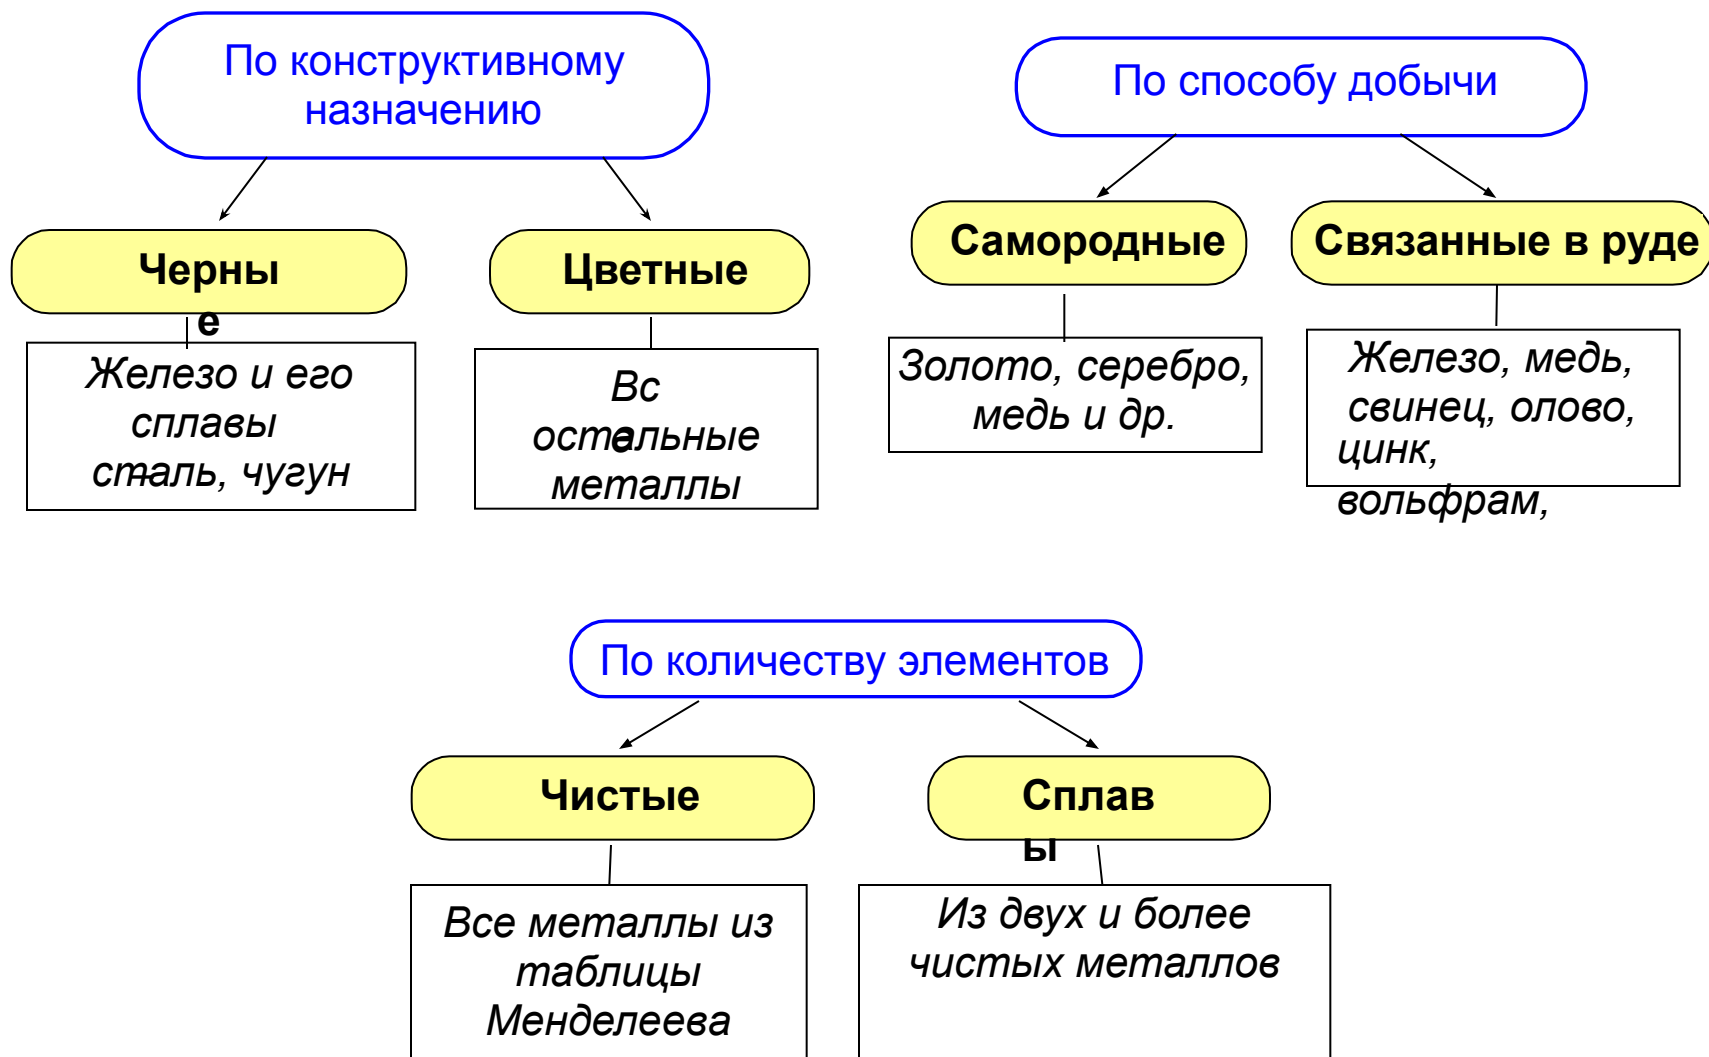 По конструктивному
назначению
Черны
е
Железо и его
сплавы
–
сталь, чугун
Цветные
Вс
е
остальные
металлы
По способу добычи
Самородные
Золото, серебро,
медь и др.
Связанные в руде
Железо, медь,
свинец, олово,
цинк,
вольфрам,
По количеству элементов
Чистые
Все металлы из
таблицы
Менделеева
Сплав
ы
Из двух и более
чистых металлов